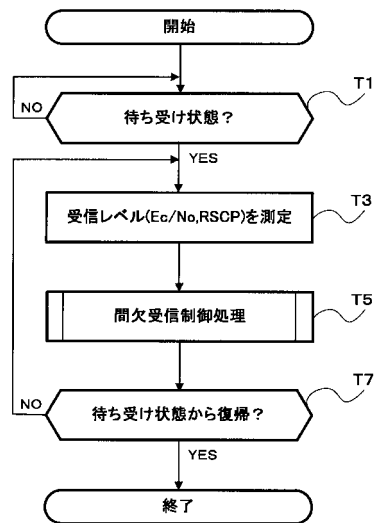 開始
T1
待ち受け状態？
NO
YES
T3
受信レベル(Ec/No,RSCP)を測定
T5
間欠受信制御処理
T7
待ち受け状態から復帰？
NO
YES
終了